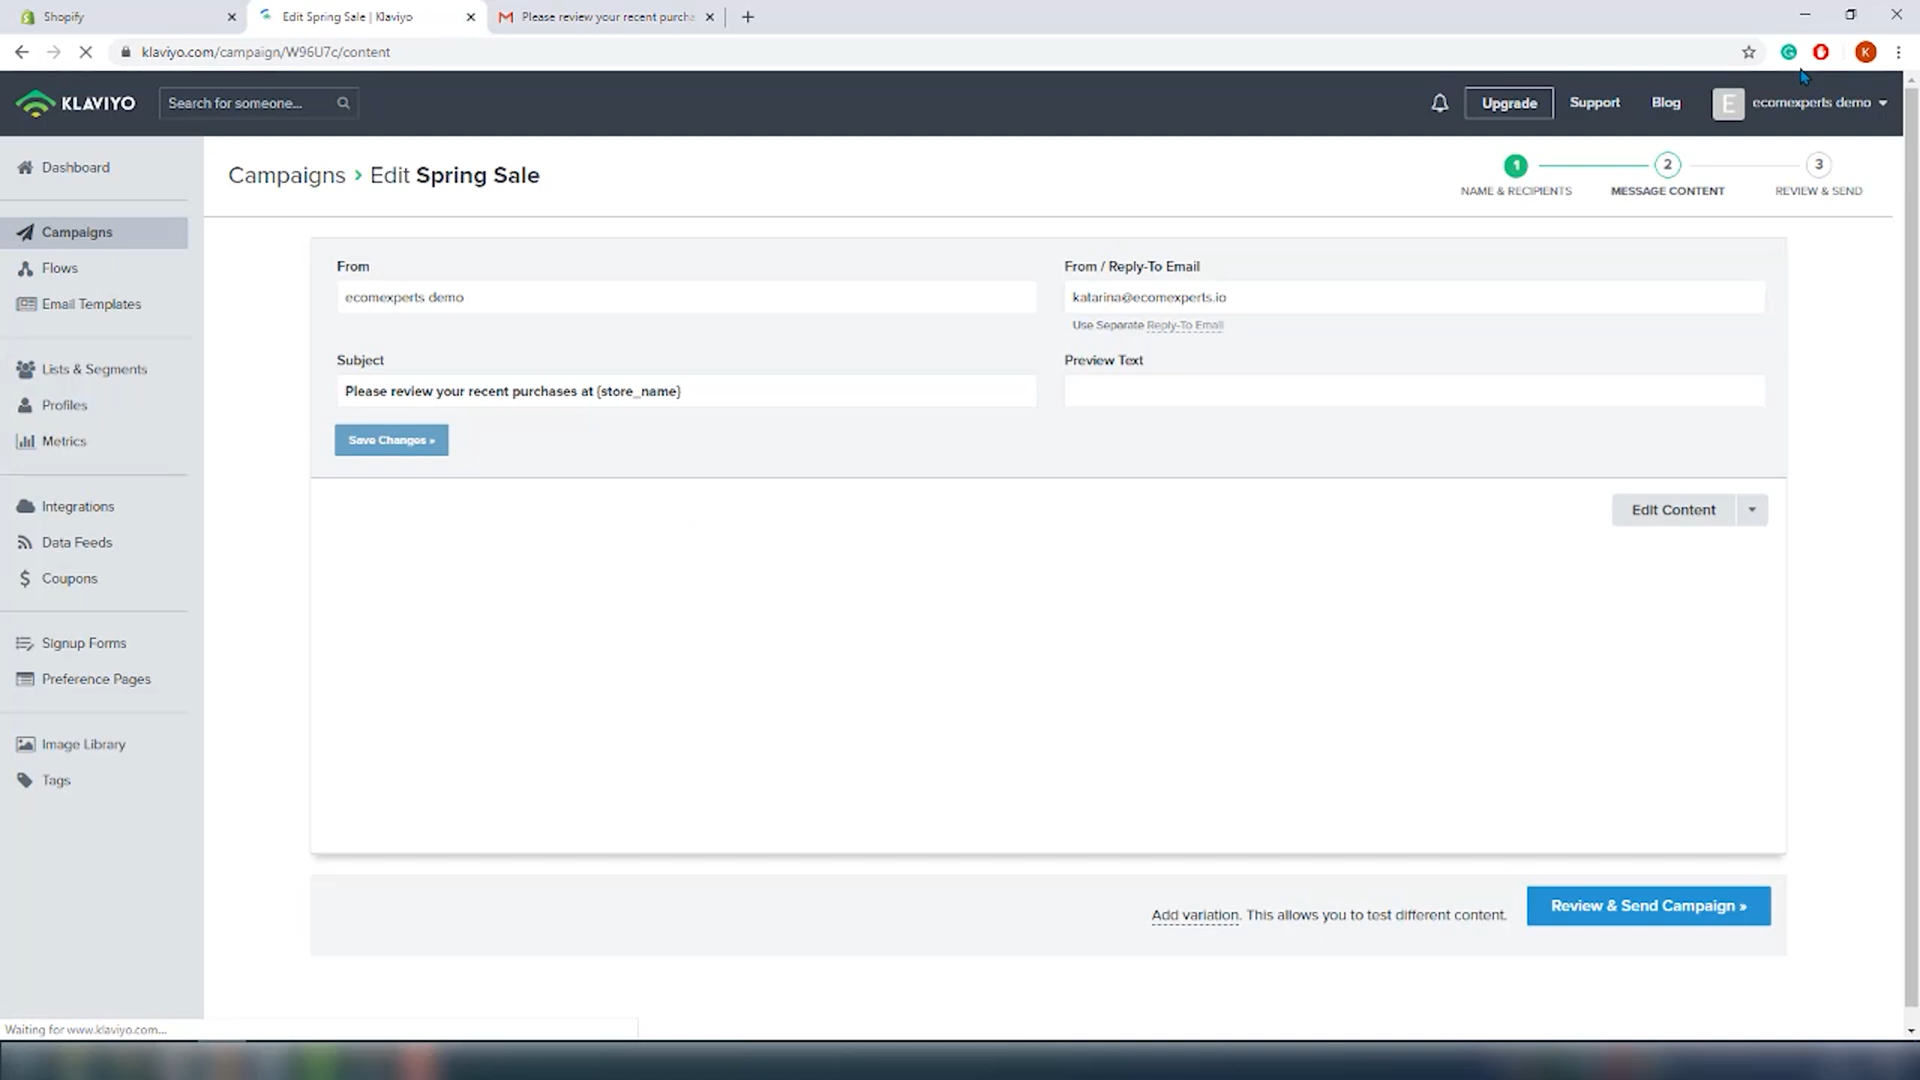 Shopify
Edit Spring Sale | Klaviyo
Please review your recent purcha
klaviyo.com/campaign/W96U7c/content
K
KLAVIYO
Search for someone...
Upgrade
Support
Blog
E
ecomexperts demo
Dashboard
Campaigns
Flows
Email Templates
Lists & Segments
Profiles
Metrics
Integrations
Data Feeds
Coupons
Signup Forms
Preference Pages
Image Library
Tags
Campaigns › Edit Spring Sale
1
NAME & RECIPIENTS
2
MESSAGE CONTENT
3
REVIEW & SEND
From
ecomexperts demo
From / Reply-To Email
katarina@ecomexperts.io
Use Separate Reply-To Email
Subject
Please review your recent purchases at {store_name}
Preview Text
Save Changes »
Edit Content
Add variation. This allows you to test different content.
Review & Send Campaign »
Waiting for www.klaviyo.com...